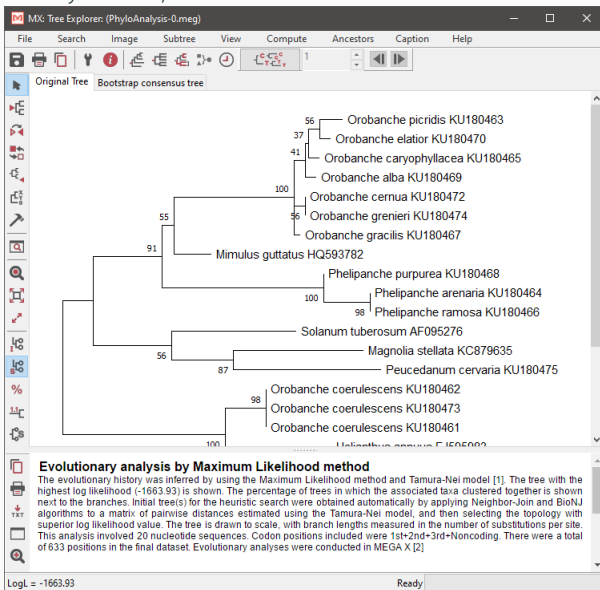 MX: Tree Explorer: (PhyloAnalysis-0.meg)
File Search Image Subtree View Compute Ancestors Caption Help
1
Original Tree Bootstrap consensus tree
56 Orobanche picridis KU180463
37 Orobanche elatior KU180470
41 Orobanche caryophyllacea KU180465
Orobanche alba KU180469
100 Orobanche cernua KU180472
56 Orobanche grenieri KU180474
55 Orobanche gracilis KU180467
91 Mimulus guttatus HQ593782
Phelipanche purpurea KU180468
100 Phelipanche arenaria KU180464
98 Phelipanche ramosa KU180466
Solanum tuberosum AF095276
56 Magnolia stellata KC879635
87 Peucedanum cervaria KU180475
Orobanche coerulescens KU180462
98 Orobanche coerulescens KU180473
Orobanche coerulescens KU180461
100
Evolutionary analysis by Maximum Likelihood method
The evolutionary history was inferred by using the Maximum Likelihood method and Tamura-Nei model [1]. The tree with the
highest log likelihood (-1663.93) is shown. The percentage of trees in which the associated taxa clustered together is shown
next to the branches. Initial tree(s) for the heuristic search were obtained automatically by applying Neighbor-Join and BioNJ
algorithms to a matrix of pairwise distances estimated using the Tamura-Nei model, and then selecting the topology with
superior log likelihood value. The tree is drawn to scale, with branch lengths measured in the number of substitutions per site.
This analysis involved 20 nucleotide sequences. Codon positions included were 1st+2nd+3rd+Noncoding. There were a total
of 633 positions in the final dataset. Evolutionary analyses were conducted in MEGA X [2]
LogL = -1663.93 Ready